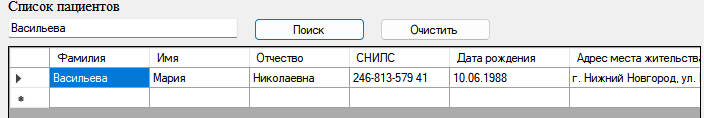 Список пациентов
Васильева Поиск Очистить
Фамилия Имя Отчество СНИЛС Дата рождения Адрес места жительства
Васильева Мария Николаевна 246-813-579 41 10.06.1988 г. Нижний Новгород, ул.